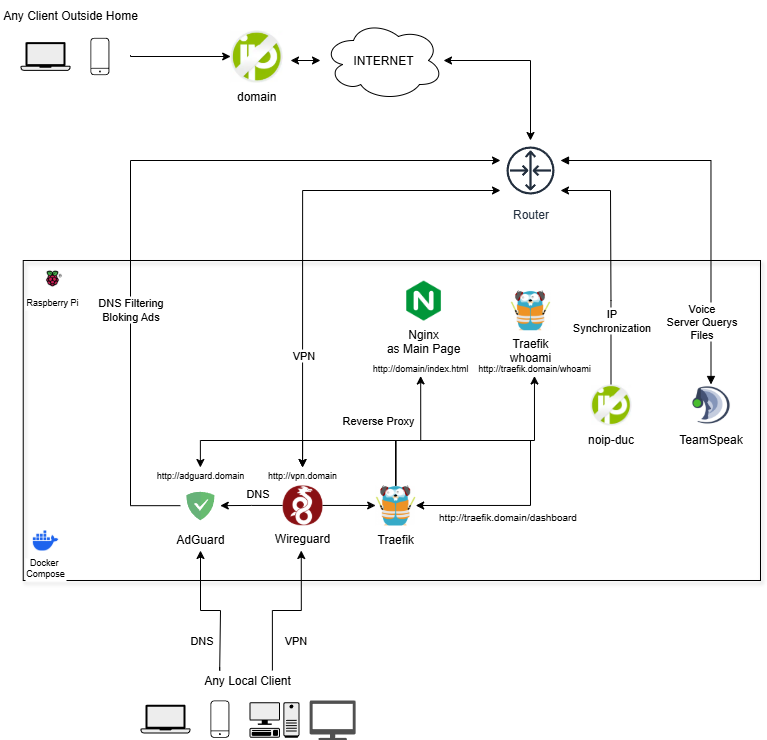 Any Client Outside Home
domain
INTERNET
Router
Raspberry Pi
DNS Filtering
Bloking Ads
VPN
Nginx
as Main Page
http://domain/index.html
Traefik
whoami
http://traefik.domain/whoami
IP
Synchronization
noip-duc
Voice
Server Querys
Files
TeamSpeak
Reverse Proxy
http://adguard.domain
http://vpn.domain
DNS
AdGuard
Wireguard
Traefik
http://traefik.domain/dashboard
Docker
Compose
DNS
VPN
Any Local Client